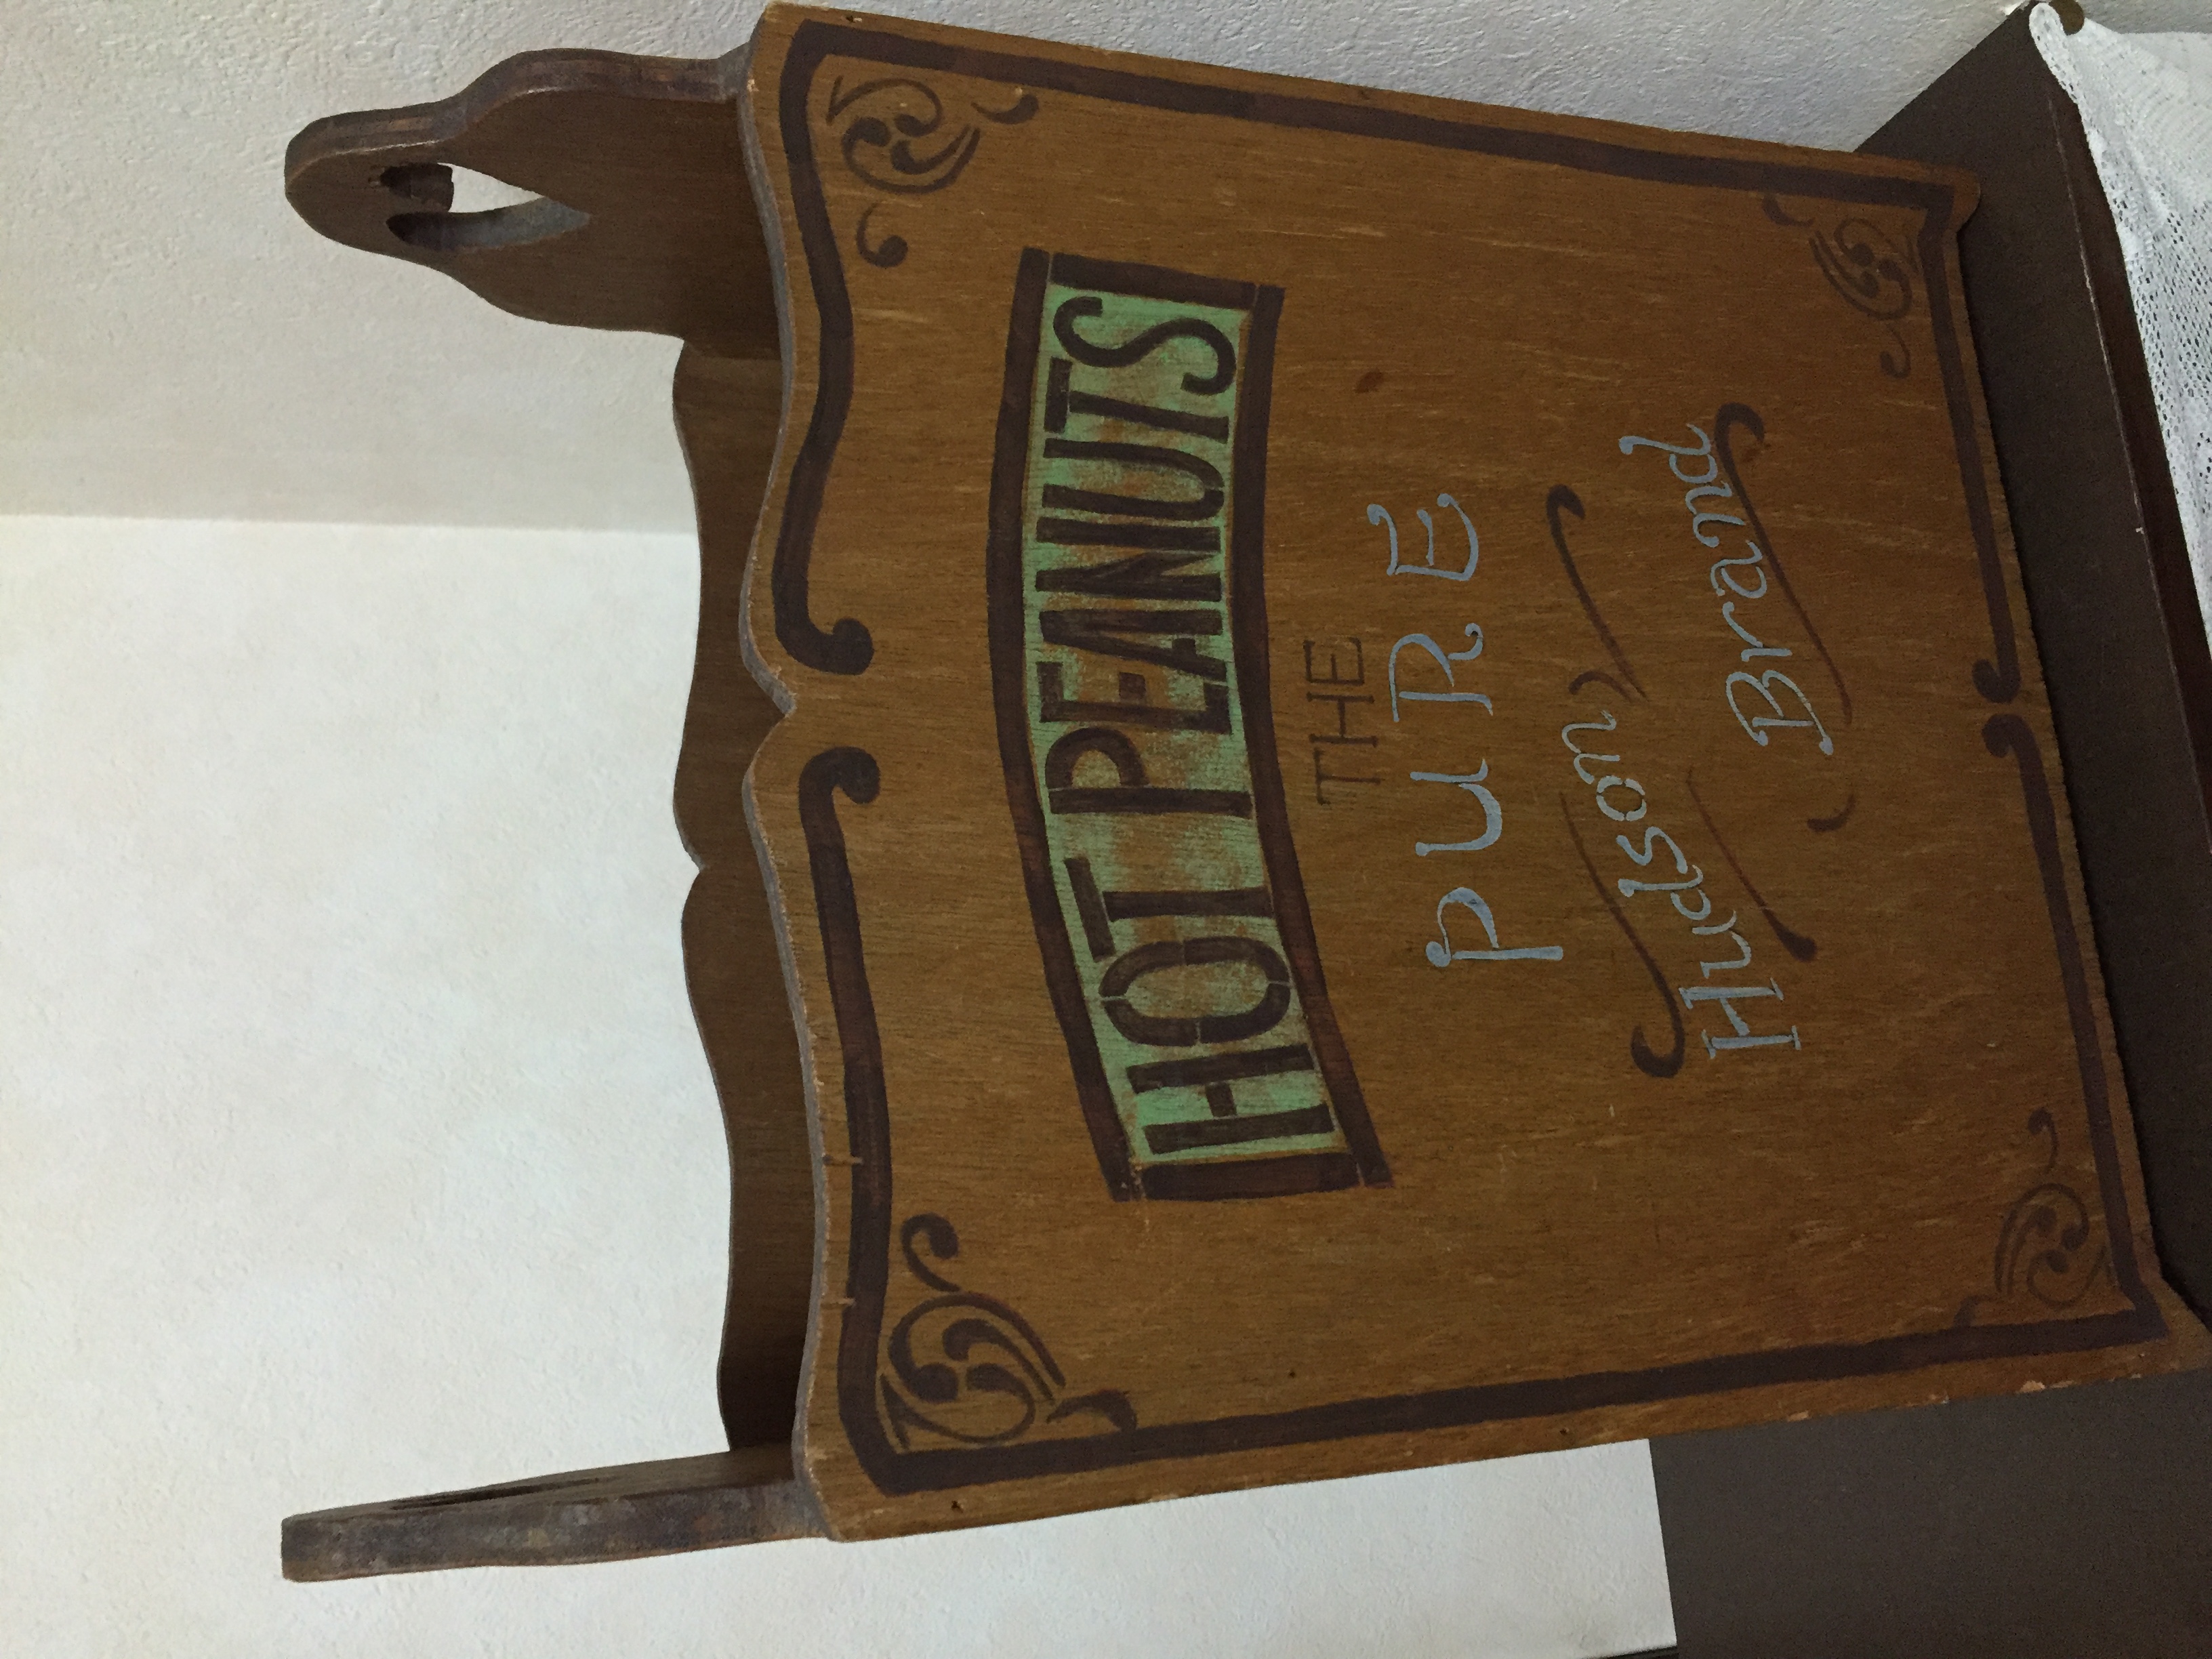 HOT PEANUTS
THE
PURE
Hudson
Brand